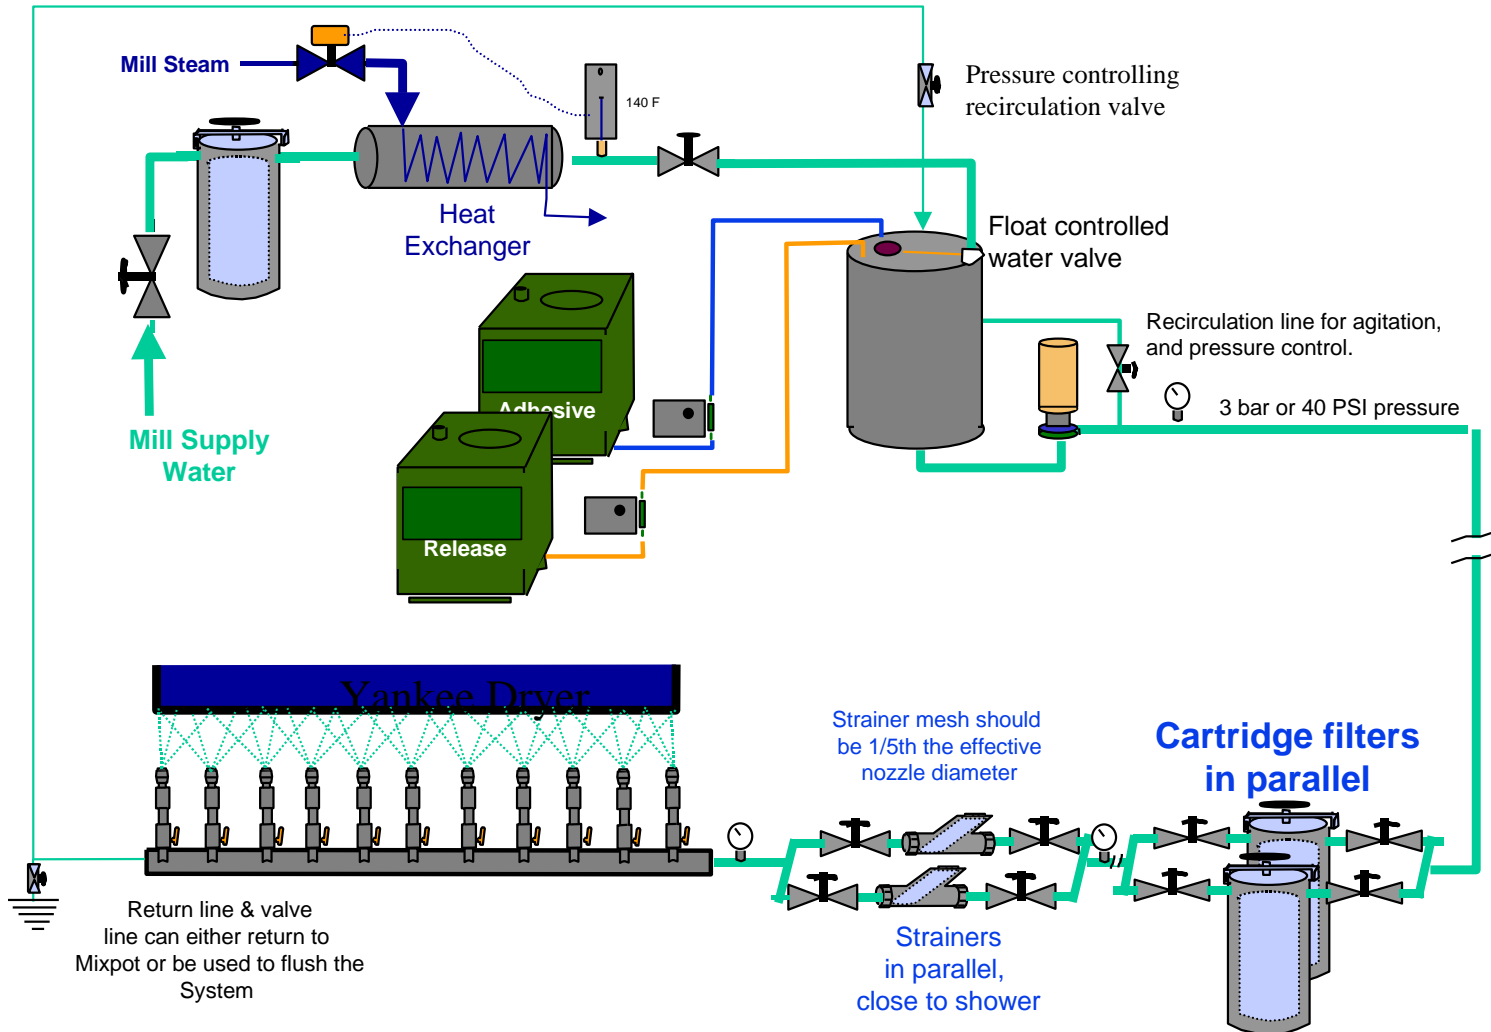 Mill Steam
140 F
Pressure controlling
recirculation valve
Heat
Exchanger
Float controlled
water valve
Recirculation line for agitation,
and pressure control.
3 bar or 40 PSI pressure
Adhesive
Mill Supply
Water
Release
Yankee Dryer
Strainer mesh should
be 1/5th the effective
nozzle diameter
Cartridge filters
in parallel
Return line & valve
line can either return to
Mixpot or be used to flush the
System
Strainers
in parallel,
close to shower